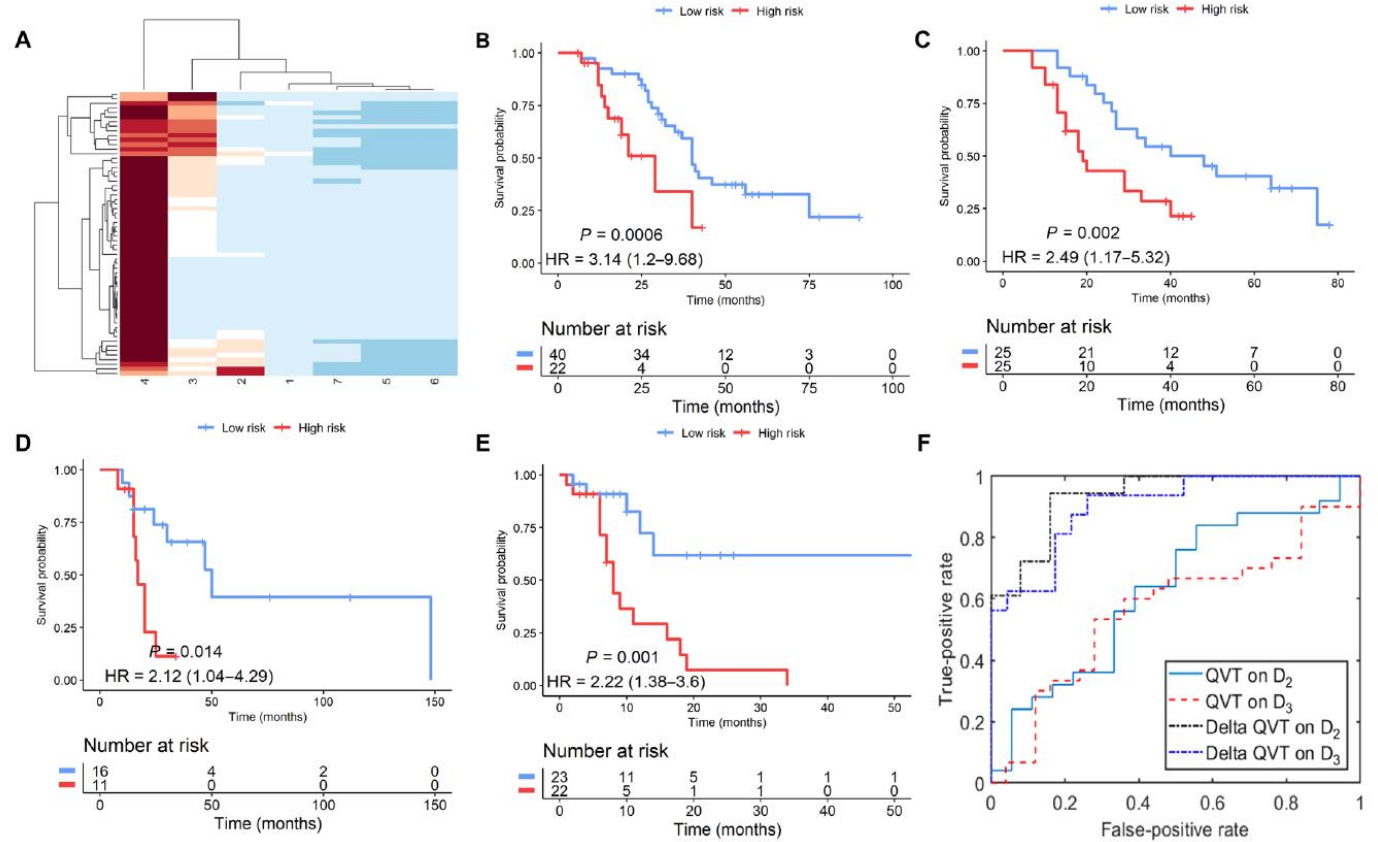 A
4 3 2 1 7 5 6
B
Low risk High risk
Survival probability
1.00
0.75
0.50
0.25
0.00
P = 0.0006
HR = 3.14 (1.2–9.68)
0 25 50 75 100
Time (months)
Number at risk
40 34 12 3 0
22 4 0 0 0
0 25 50 75 100
Time (months)
C
Low risk High risk
Survival probability
1.00
0.75
0.50
0.25
0.00
P = 0.002
HR = 2.49 (1.17–5.32)
0 20 40 60 80
Time (months)
Number at risk
25 21 12 7 0
25 10 4 0 0
0 20 40 60 80
Time (months)
D
Low risk High risk
Survival probability
1.00
0.75
0.50
0.25
0.00
P = 0.014
HR = 2.12 (1.04–4.29)
0 50 100 150
Time (months)
Number at risk
16 4 2 0
11 0 0 0
0 50 100 150
Time (months)
E
Low risk High risk
Survival probability
1.00
0.75
0.50
0.25
0.00
P = 0.001
HR = 2.22 (1.38–3.6)
0 10 20 30 40 50
Time (months)
Number at risk
23 11 5 1 1 1
22 5 1 1 0 0
0 10 20 30 40 50
Time (months)
F
True-positive rate
1
0.8
0.6
0.4
0.2
0
QVT on D2
QVT on D3
Delta QVT on D2
Delta QVT on D3
0 0.2 0.4 0.6 0.8 1
False-positive rate